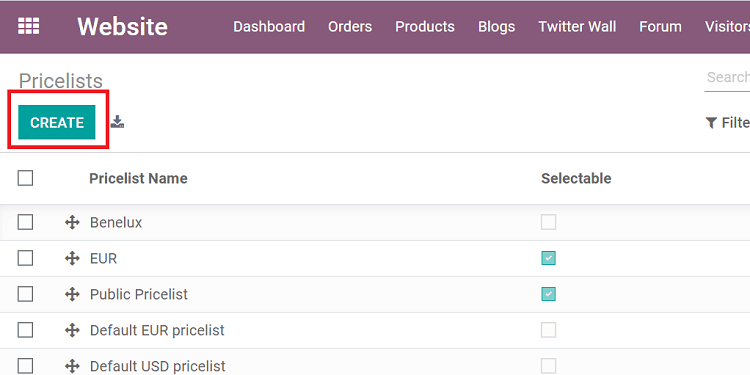 Website Dashboard Orders Products Blogs Twitter Wall Forum Visitors
Pricelists
Search
CREATE
Filte
Pricelist Name Selectable
Benelux
EUR
Public Pricelist
Default EUR pricelist
Default USD pricelist